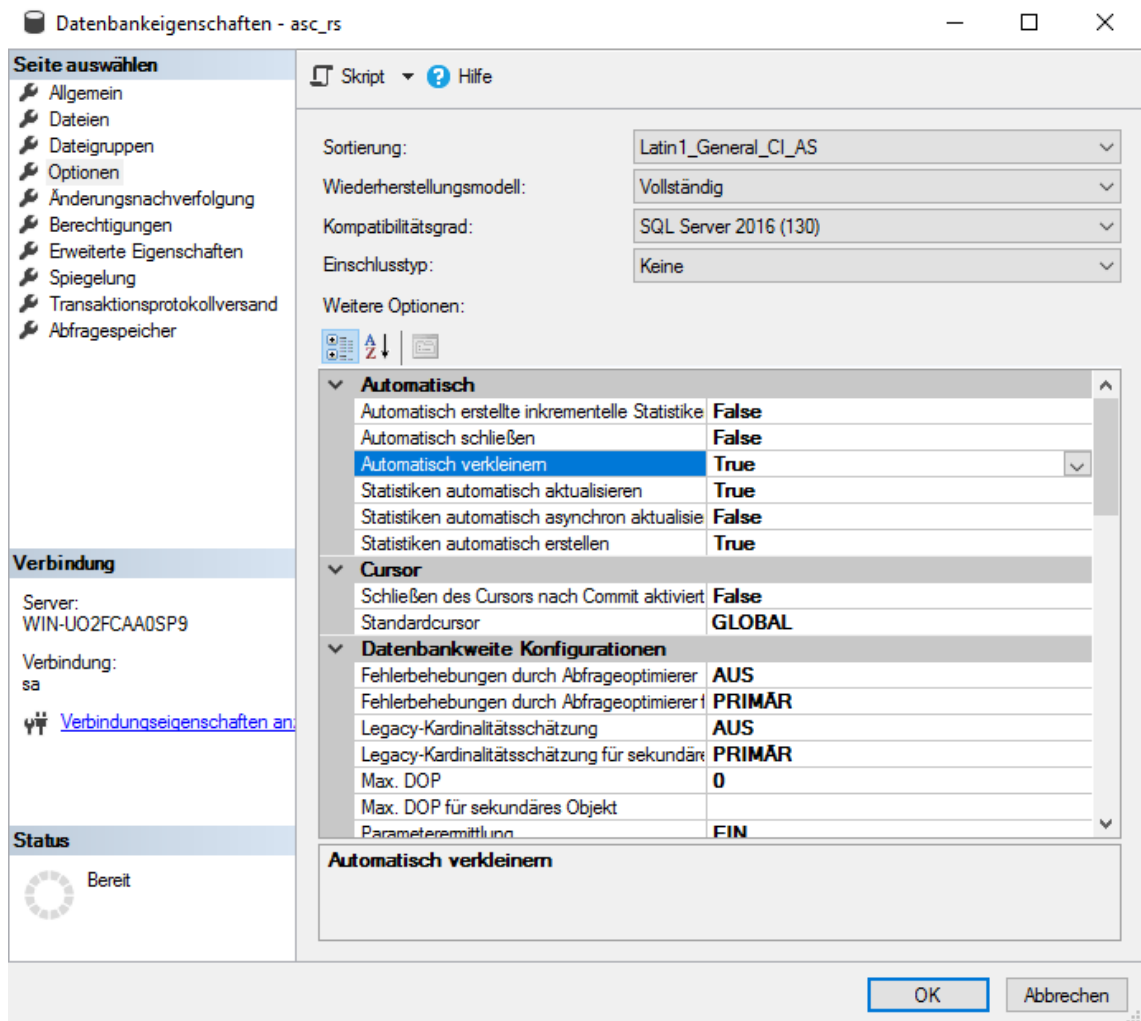 Datenbankeigenschaften - asc_rs
Seite auswählen
Allgemein
Dateien
Dateigruppen
Optionen
Änderungsnachverfolgung
Berechtigungen
Erweiterte Eigenschaften
Spiegelung
Transaktionsprotokollversand
Abfragespeicher
Verbindung
Server:
WIN-UO2FCAA0SP9
Verbindung:
sa
Verbindungseigenschaften an
Status
Bereit
Skript
Hilfe
Sortierung: Latin1_General_CI_AS
Wiederherstellungsmodell: Vollständig
Kompatibilitätsgrad: SQL Server 2016 (130)
Einschlusstyp: Keine
Weitere Optionen:
Automatisch
Automatisch erstellte inkrementelle Statistike False
Automatisch schließen False
Automatisch verkleinern True
Statistiken automatisch aktualisieren True
Statistiken automatisch asynchron aktualisie False
Statistiken automatisch erstellen True
Cursor
Schließen des Cursors nach Commit aktiviert False
Standardcursor GLOBAL
Datenbankweite Konfigurationen
Fehlerbehebungen durch Abfrageoptimierer AUS
Fehlerbehebungen durch Abfrageoptimierer f PRIMÄR
Legacy-Kardinalitätsschätzung AUS
Legacy-Kardinalitätsschätzung für sekundäre PRIMÄR
Max. DOP 0
Max. DOP für sekundäres Objekt
Parameterermittlung EIN
Automatisch verkleinern
OK
Abbrechen